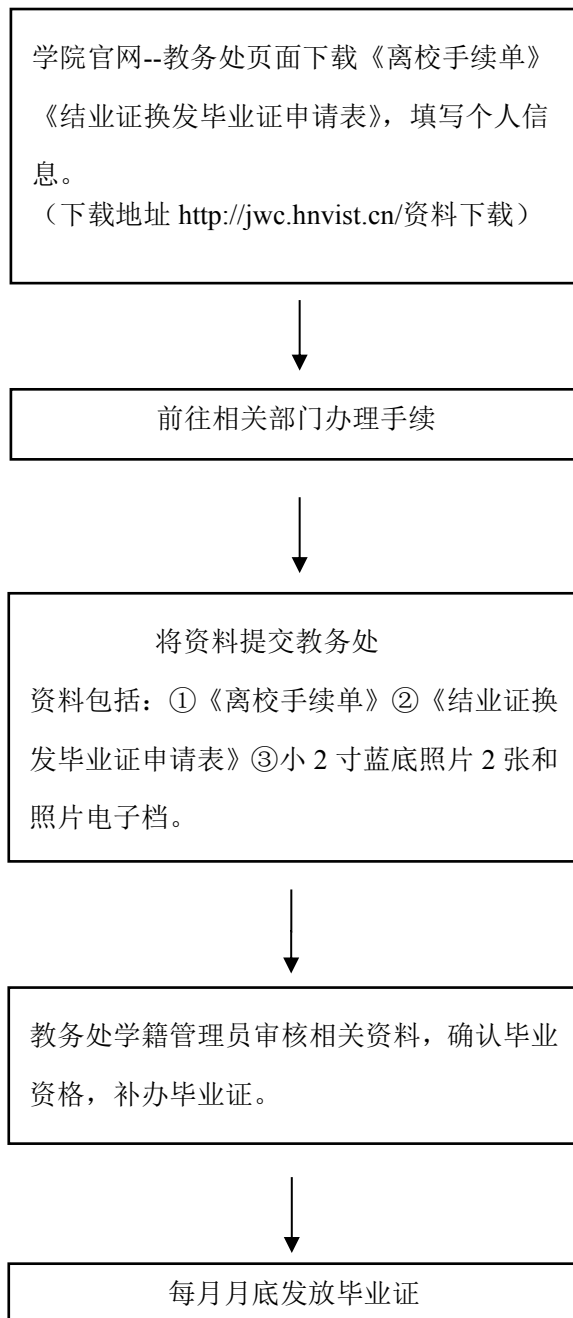 学院官网--教务处页面下载《离校手续单》
《结业证换发毕业证申请表》，填写个人信
息。
（下载地址 http://jwc.hnvist.cn/资料下载）
前往相关部门办理手续
将资料提交教务处
资料包括：①《离校手续单》②《结业证换
发毕业证申请表》③小 2 寸蓝底照片 2 张和
照片电子档。
教务处学籍管理员审核相关资料，确认毕业
资格，补办毕业证。
每月月底发放毕业证